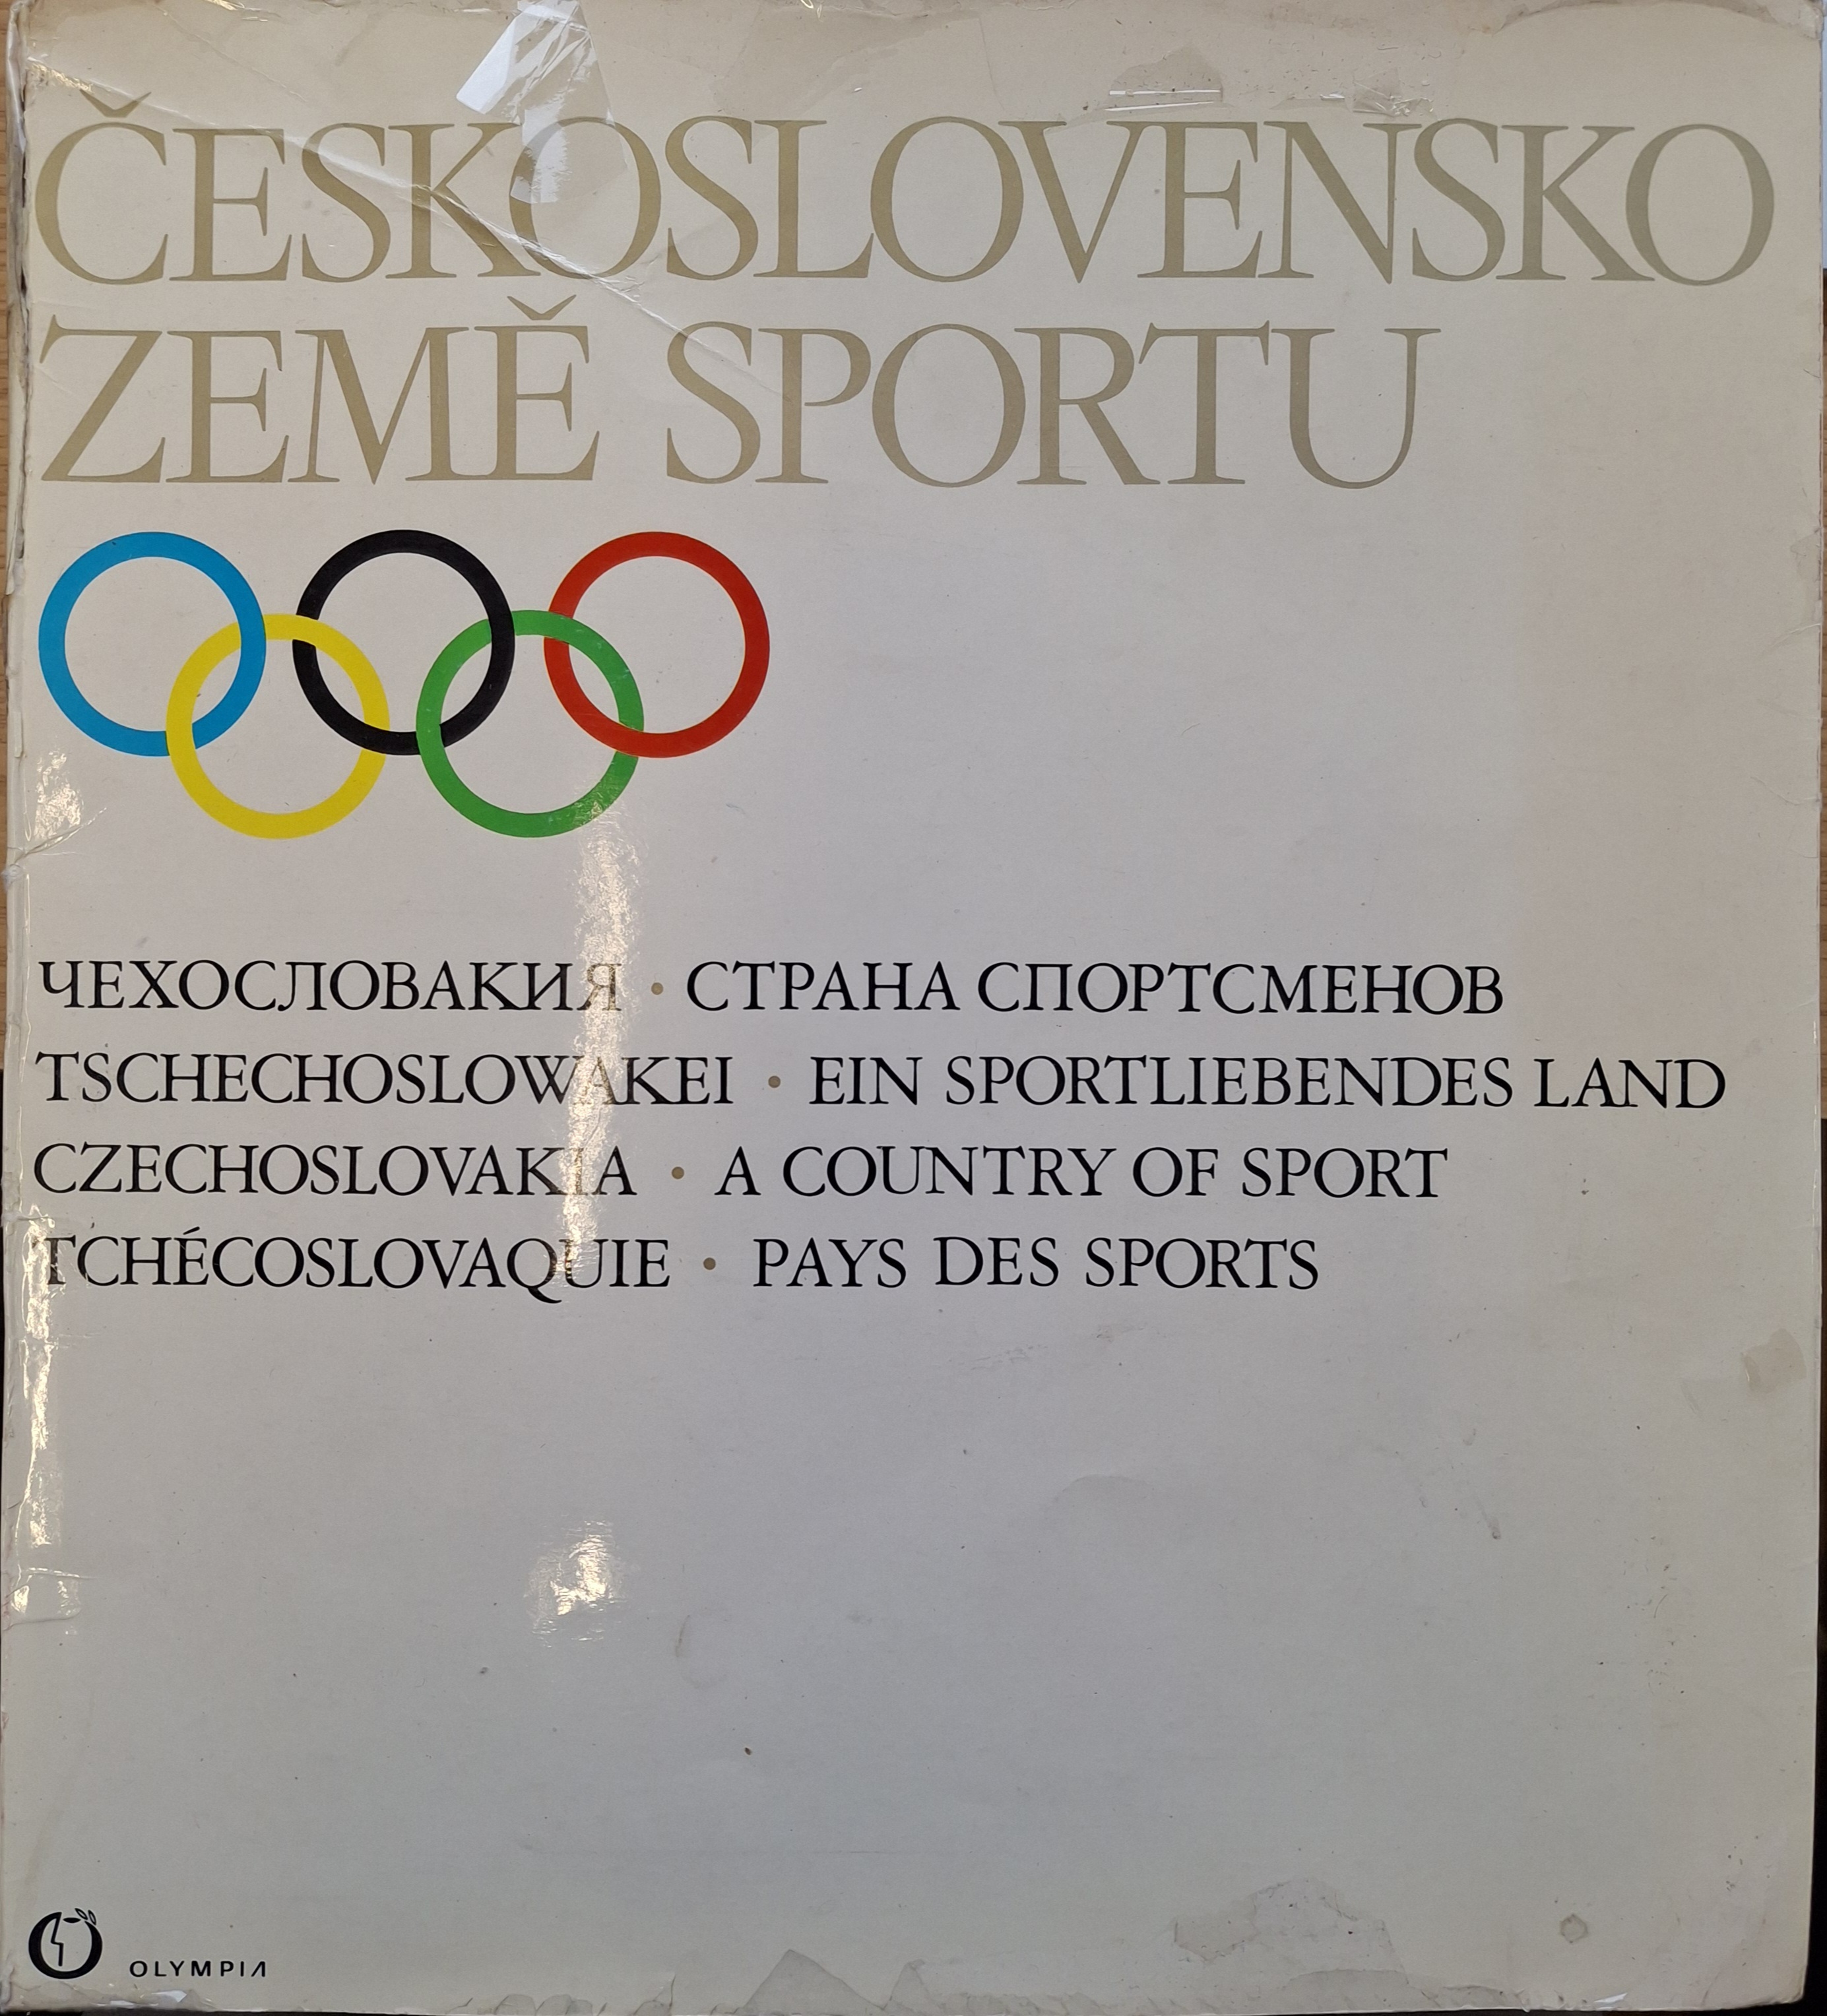 ČESKOSLOVENSKO
ZEMĚ SPORTU
ЧЕХОСЛОВАКИЯ • СТРАНА СПОРТСМЕНОВ
TSCHECHOSLOWAKEI • EIN SPORTLIEBENDES LAND
CZECHOSLOVAKIA • A COUNTRY OF SPORT
TCHÉCOSLOVAQUIE • PAYS DES SPORTS
OLYMPIA